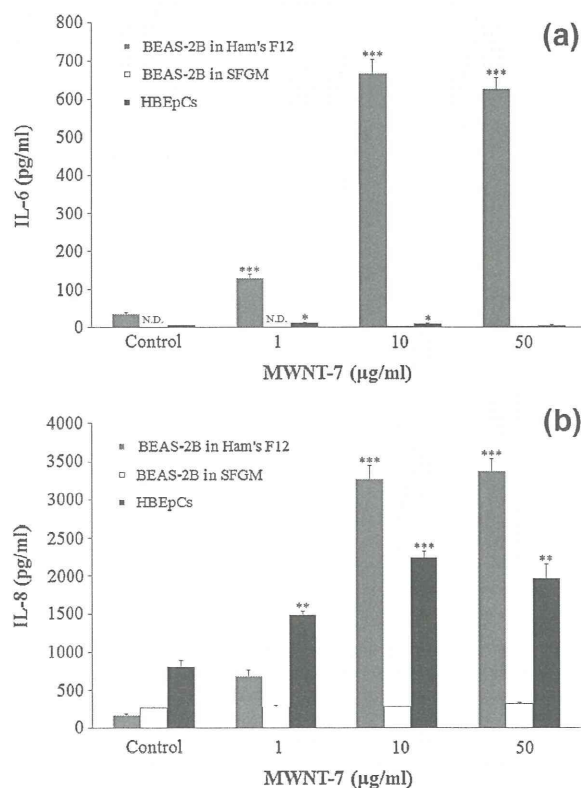 (a)
BEAS-2B in Ham's F12
BEAS-2B in SFGM
HBEpCs
IL-6 (pg/ml)
800
700
600
500
400
300
200
100
0
***
***
***
N.D.
N.D.
*
*
Control
1
10
50
MWNT-7 (µg/ml)
(b)
BEAS-2B in Ham's F12
BEAS-2B in SFGM
HBEpCs
IL-8 (pg/ml)
4000
3500
3000
2500
2000
1500
1000
500
0
***
***
***
**
**
Control
1
10
50
MWNT-7 (µg/ml)